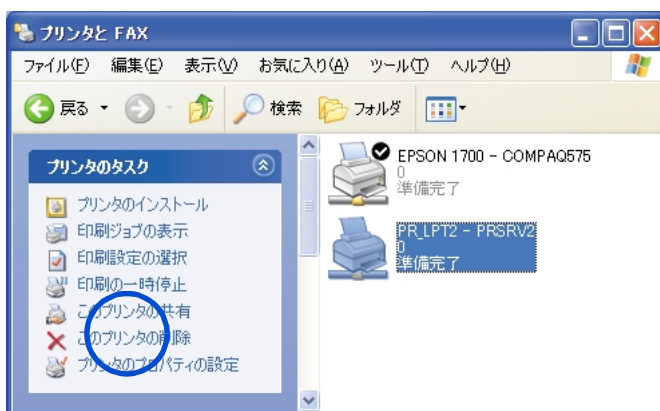 プリンタと FAX
ファイル(F) 編集(E) 表示(V) お気に入り(A) ツール(T) ヘルプ(H)
戻る 検索 フォルダ
プリンタのタスク
プリンタのインストール
印刷ジョブの表示
印刷設定の選択
印刷の一時停止
このプリンタの共有
このプリンタの削除
プリンタのプロパティの設定
EPSON 1700 - COMPAQ575
0
準備完了
PR_LPT2 - PRSRV2
0
準備完了